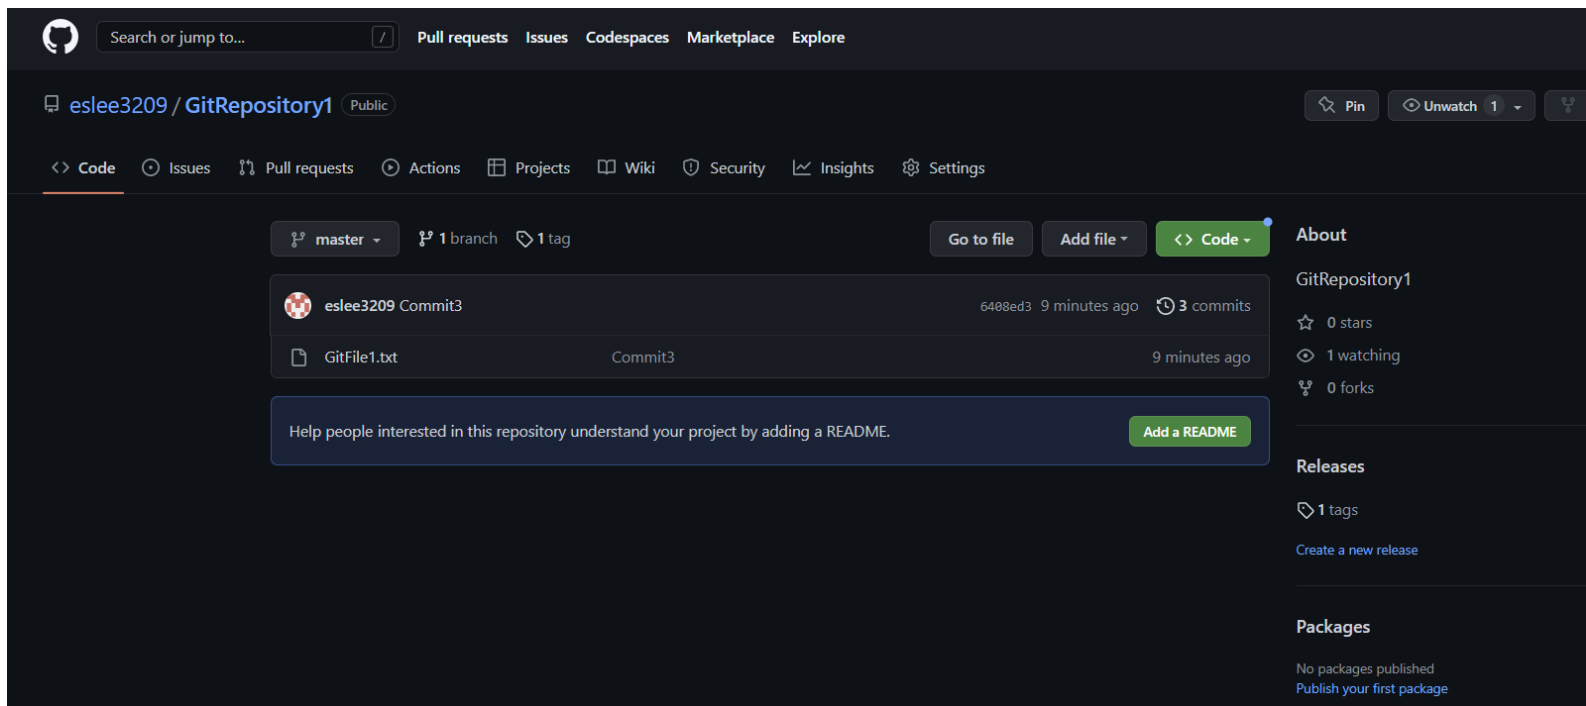 Search or jump to... /
Pull requests Issues Codespaces Marketplace Explore
eslee3209 / GitRepository1 Public
Pin Unwatch 1
Code Issues Pull requests Actions Projects Wiki Security Insights Settings
master 1 branch 1 tag Go to file Add file <> Code
eslee3209 Commit3 6408ed3 9 minutes ago 3 commits
GitFile1.txt Commit3 9 minutes ago
Help people interested in this repository understand your project by adding a README. Add a README
About
GitRepository1
0 stars
1 watching
0 forks
Releases
1 tags
Create a new release
Packages
No packages published
Publish your first package